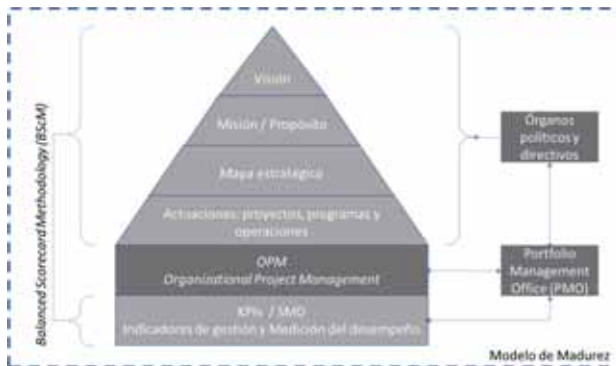 Visión
Misión / Propósito
Mapa estratégico
Actuaciones: proyectos, programas y
operaciones
OPM
Organizational Project Management
KPIs / SMD
Indicadores de gestión y Medición del desempeño
Balanced Scorecard Methodology (BScM)
Órganos
políticos y
directivos
Portfolio
Management
Office (PMO)
Modelo de Madurez